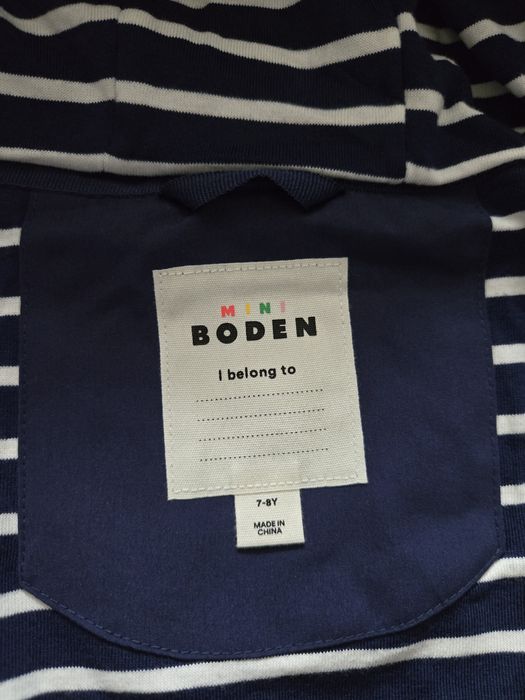 MINI
BODEN
I belong to
7-8Y
MADE IN
CHINA